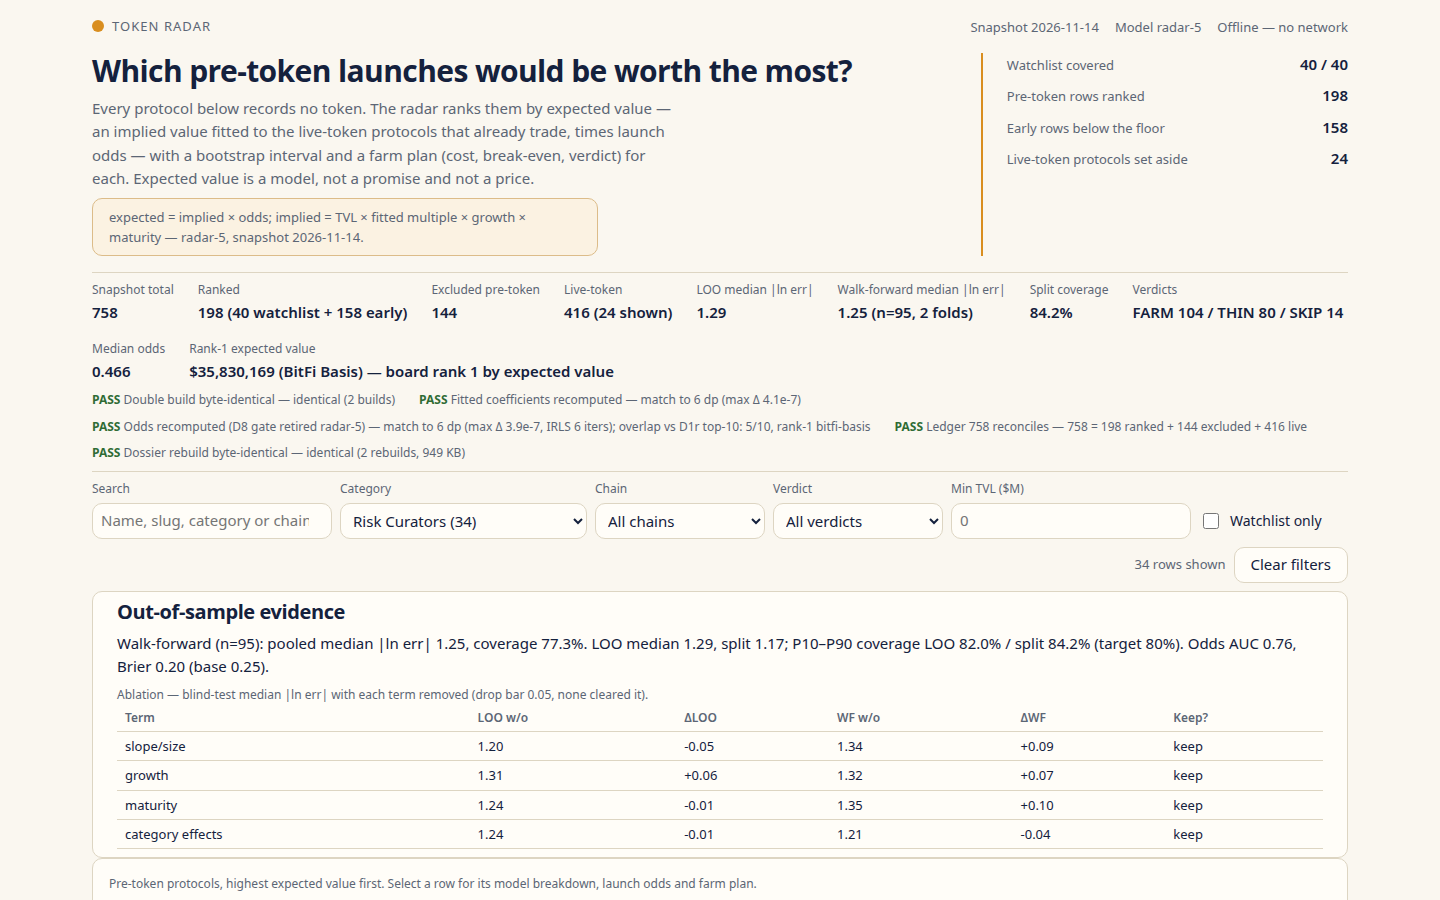 TOKEN RADAR
Snapshot 2026-11-14 Model radar-5 Offline — no network
Which pre-token launches would be worth the most?
Every protocol below records no token. The radar ranks them by expected value —
an implied value fitted to the live-token protocols that already trade, times launch
odds — with a bootstrap interval and a farm plan (cost, break-even, verdict) for
each. Expected value is a model, not a promise and not a price.
expected = implied × odds; implied = TVL × fitted multiple × growth ×
maturity — radar-5, snapshot 2026-11-14.
Watchlist covered 40 / 40
Pre-token rows ranked 198
Early rows below the floor 158
Live-token protocols set aside 24
Snapshot total Ranked Excluded pre-token Live-token LOO median |ln err| Walk-forward median |ln err| Split coverage Verdicts
758 198 (40 watchlist + 158 early) 144 416 (24 shown) 1.29 1.25 (n=95, 2 folds) 84.2% FARM 104 / THIN 80 / SKIP 14
Median odds Rank-1 expected value
0.466 $35,830,169 (BitFi Basis) — board rank 1 by expected value
PASS Double build byte-identical — identical (2 builds) PASS Fitted coefficients recomputed — match to 6 dp (max Δ 4.1e-7)
PASS Odds recomputed (D8 gate retired radar-5) — match to 6 dp (max Δ 3.9e-7, IRLS 6 iters); overlap vs D1r top-10: 5/10, rank-1 bitfi-basis PASS Ledger 758 reconciles — 758 = 198 ranked + 144 excluded + 416 live
PASS Dossier rebuild byte-identical — identical (2 rebuilds, 949 KB)
Search Category Chain Verdict Min TVL ($M)
Name, slug, category or chain Risk Curators (34) All chains All verdicts 0 Watchlist only
34 rows shown Clear filters
Out-of-sample evidence
Walk-forward (n=95): pooled median |ln err| 1.25, coverage 77.3%. LOO median 1.29, split 1.17; P10–P90 coverage LOO 82.0% / split 84.2% (target 80%). Odds AUC 0.76,
Brier 0.20 (base 0.25).
Ablation — blind-test median |ln err| with each term removed (drop bar 0.05, none cleared it).
Term LOO w/o ΔLOO WF w/o ΔWF Keep?
slope/size 1.20 -0.05 1.34 +0.09 keep
growth 1.31 +0.06 1.32 +0.07 keep
maturity 1.24 -0.01 1.35 +0.10 keep
category effects 1.24 -0.01 1.21 -0.04 keep
Pre-token protocols, highest expected value first. Select a row for its model breakdown, launch odds and farm plan.